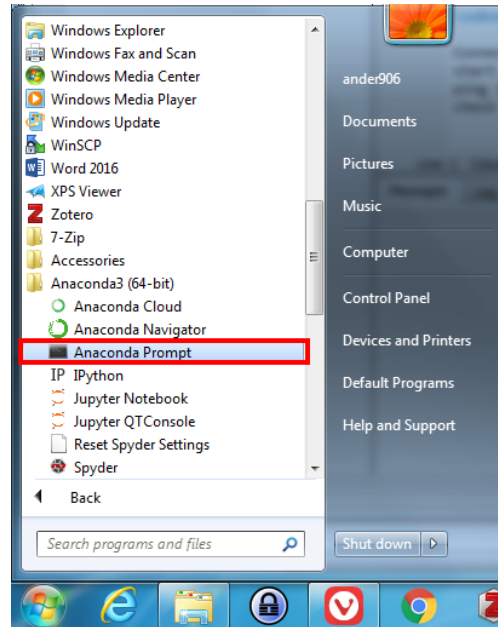 Windows Explorer
Windows Fax and Scan
Windows Media Center
Windows Media Player
Windows Update
WinSCP
Word 2016
XPS Viewer
Zotero
7-Zip
Accessories
Anaconda3 (64-bit)
Anaconda Cloud
Anaconda Navigator
Anaconda Prompt
IP IPython
Jupyter Notebook
Jupyter QTConsole
Reset Spyder Settings
Spyder
Back
Search programs and files
ander906
Documents
Pictures
Music
Computer
Control Panel
Devices and Printers
Default Programs
Help and Support
Shut down